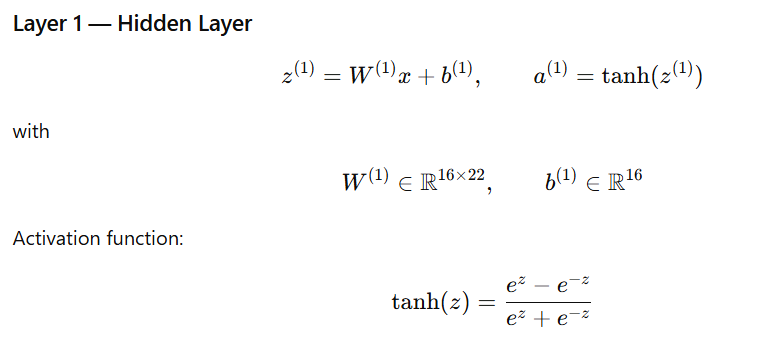 Layer 1 — Hidden Layer
z^{(1)} = W^{(1)}x + b^{(1)}, a^{(1)} = tanh(z^{(1)})
with
W^{(1)} ∈ ℝ^{16×22}, b^{(1)} ∈ ℝ^{16}
Activation function:
tanh(z) = \frac{e^z − e^{−z}}{e^z + e^{−z}}